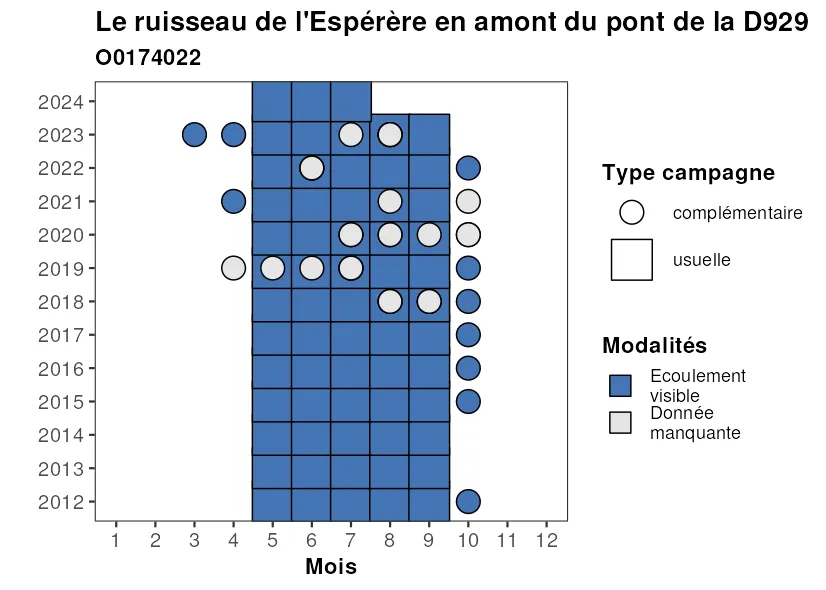 Le ruisseau de l'Espérère en amont du pont de la D929
O0174022
2024
2023
2022
2021
2020
2019
2018
2017
2016
2015
2014
2013
2012
1 2 3 4 5 6 7 8 9 10 11 12
Mois
Type campagne
complémentaire
usuelle
Modalités
Ecoulement
visible
Donnée
manquante